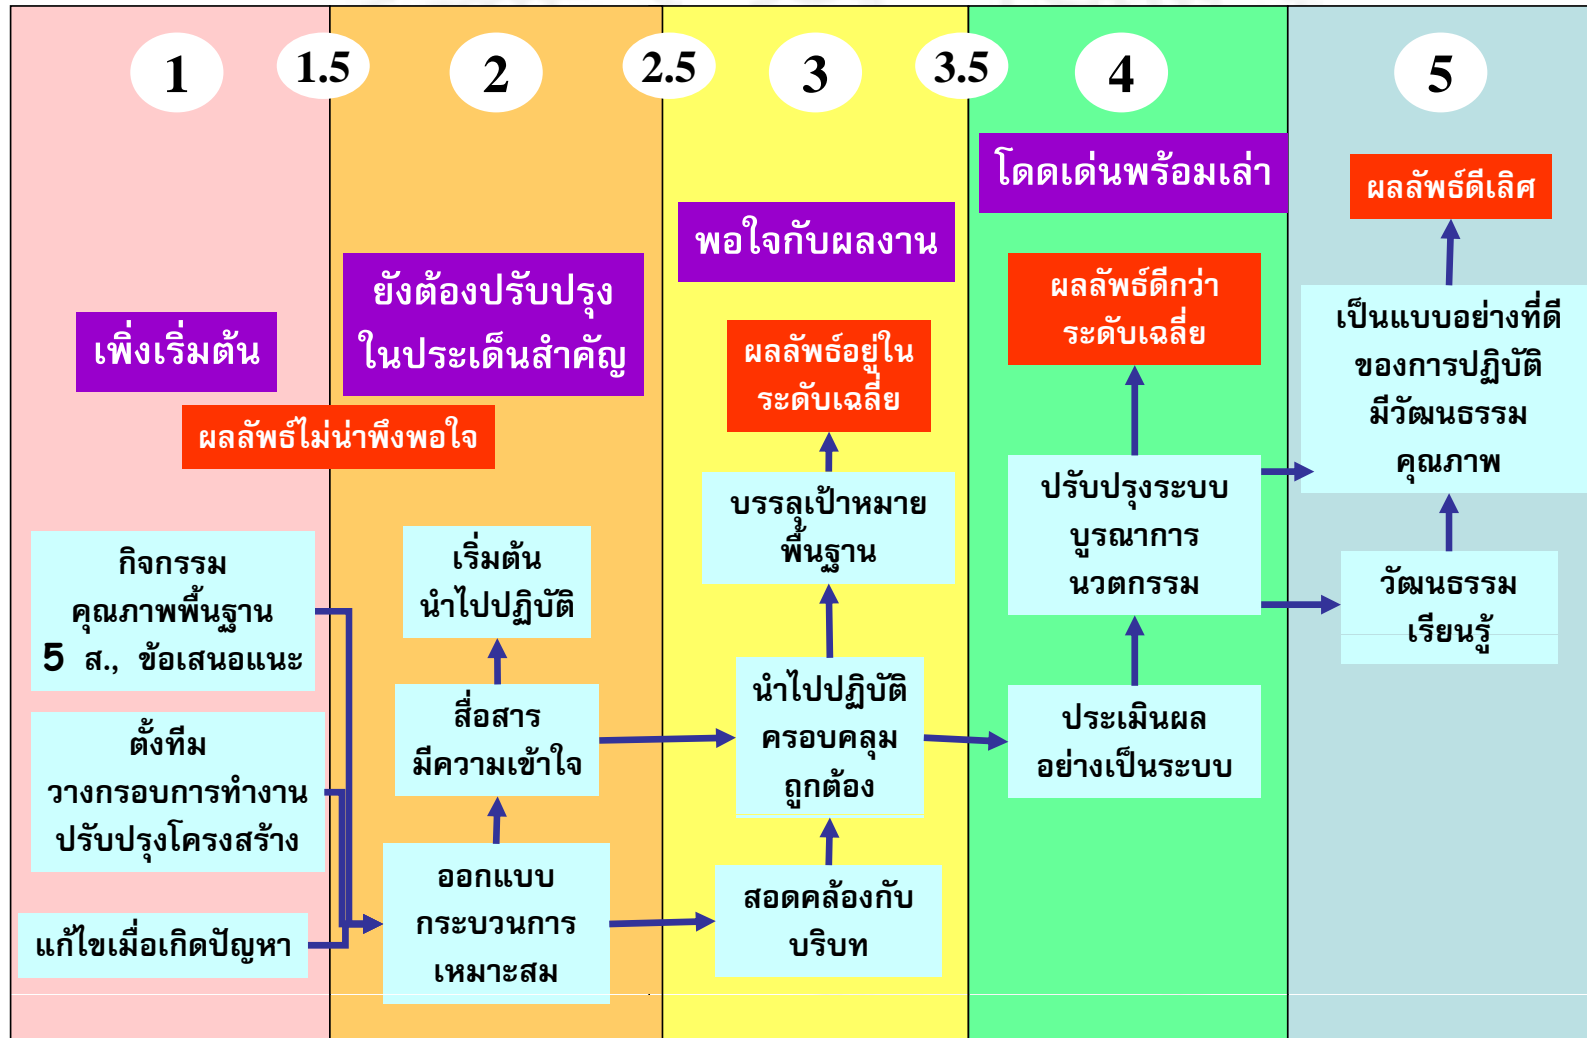 1
1.5
2
2.5
3
3.5
4
5
เพิ่งเริ่มต้น
ผลลัพธ์ไม่น่าพึงพอใจ
กิจกรรม
คุณภาพพื้นฐาน
5 ส., ข้อเสนอแนะ
ตั้งทีม
วางกรอบการทำงาน
ปรับปรุงโครงสร้าง
แก้ไขเมื่อเกิดปัญหา
ยังต้องปรับปรุง
ในประเด็นสำคัญ
เริ่มต้น
นำไปปฏิบัติ
สื่อสาร
มีความเข้าใจ
ออกแบบ
กระบวนการ
เหมาะสม
พอใจกับผลงาน
ผลลัพธ์อยู่ใน
ระดับเฉลี่ย
บรรลุเป้าหมาย
พื้นฐาน
นำไปปฏิบัติ
ครอบคลุม
ถูกต้อง
สอดคล้องกับ
บริบท
โดดเด่นพร้อมเล่า
ผลลัพธ์ดีกว่า
ระดับเฉลี่ย
ปรับปรุงระบบ
บูรณาการ
นวตกรรม
ประเมินผล
อย่างเป็นระบบ
ผลลัพธ์ดีเลิศ
เป็นแบบอย่างที่ดี
ของการปฏิบัติ
มีวัฒนธรรม
คุณภาพ
วัฒนธรรม
เรียนรู้